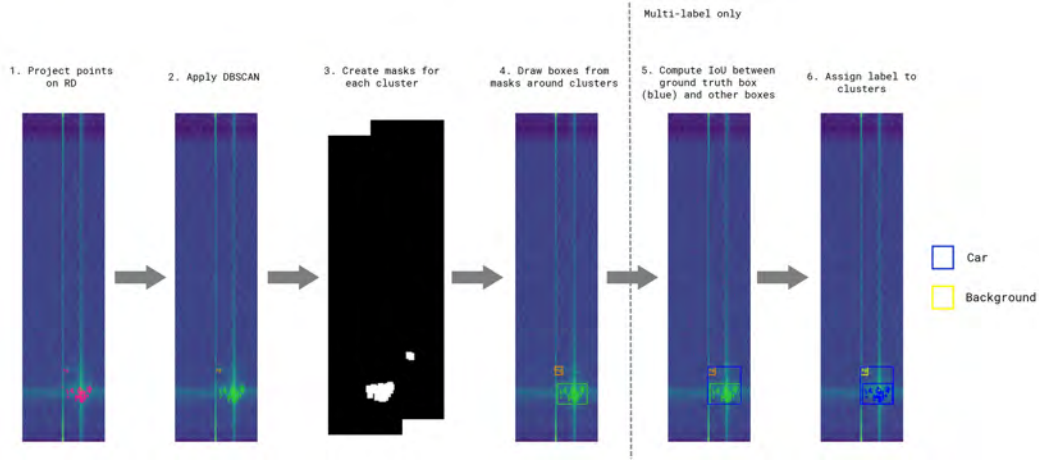 Multi-label only
1. Project points
on RD
2. Apply DBSCAN
3. Create masks for
each cluster
4. Draw boxes from
masks around clusters
5. Compute IoU between
ground truth box
(blue) and other boxes
6. Assign label to
clusters
Car
Background